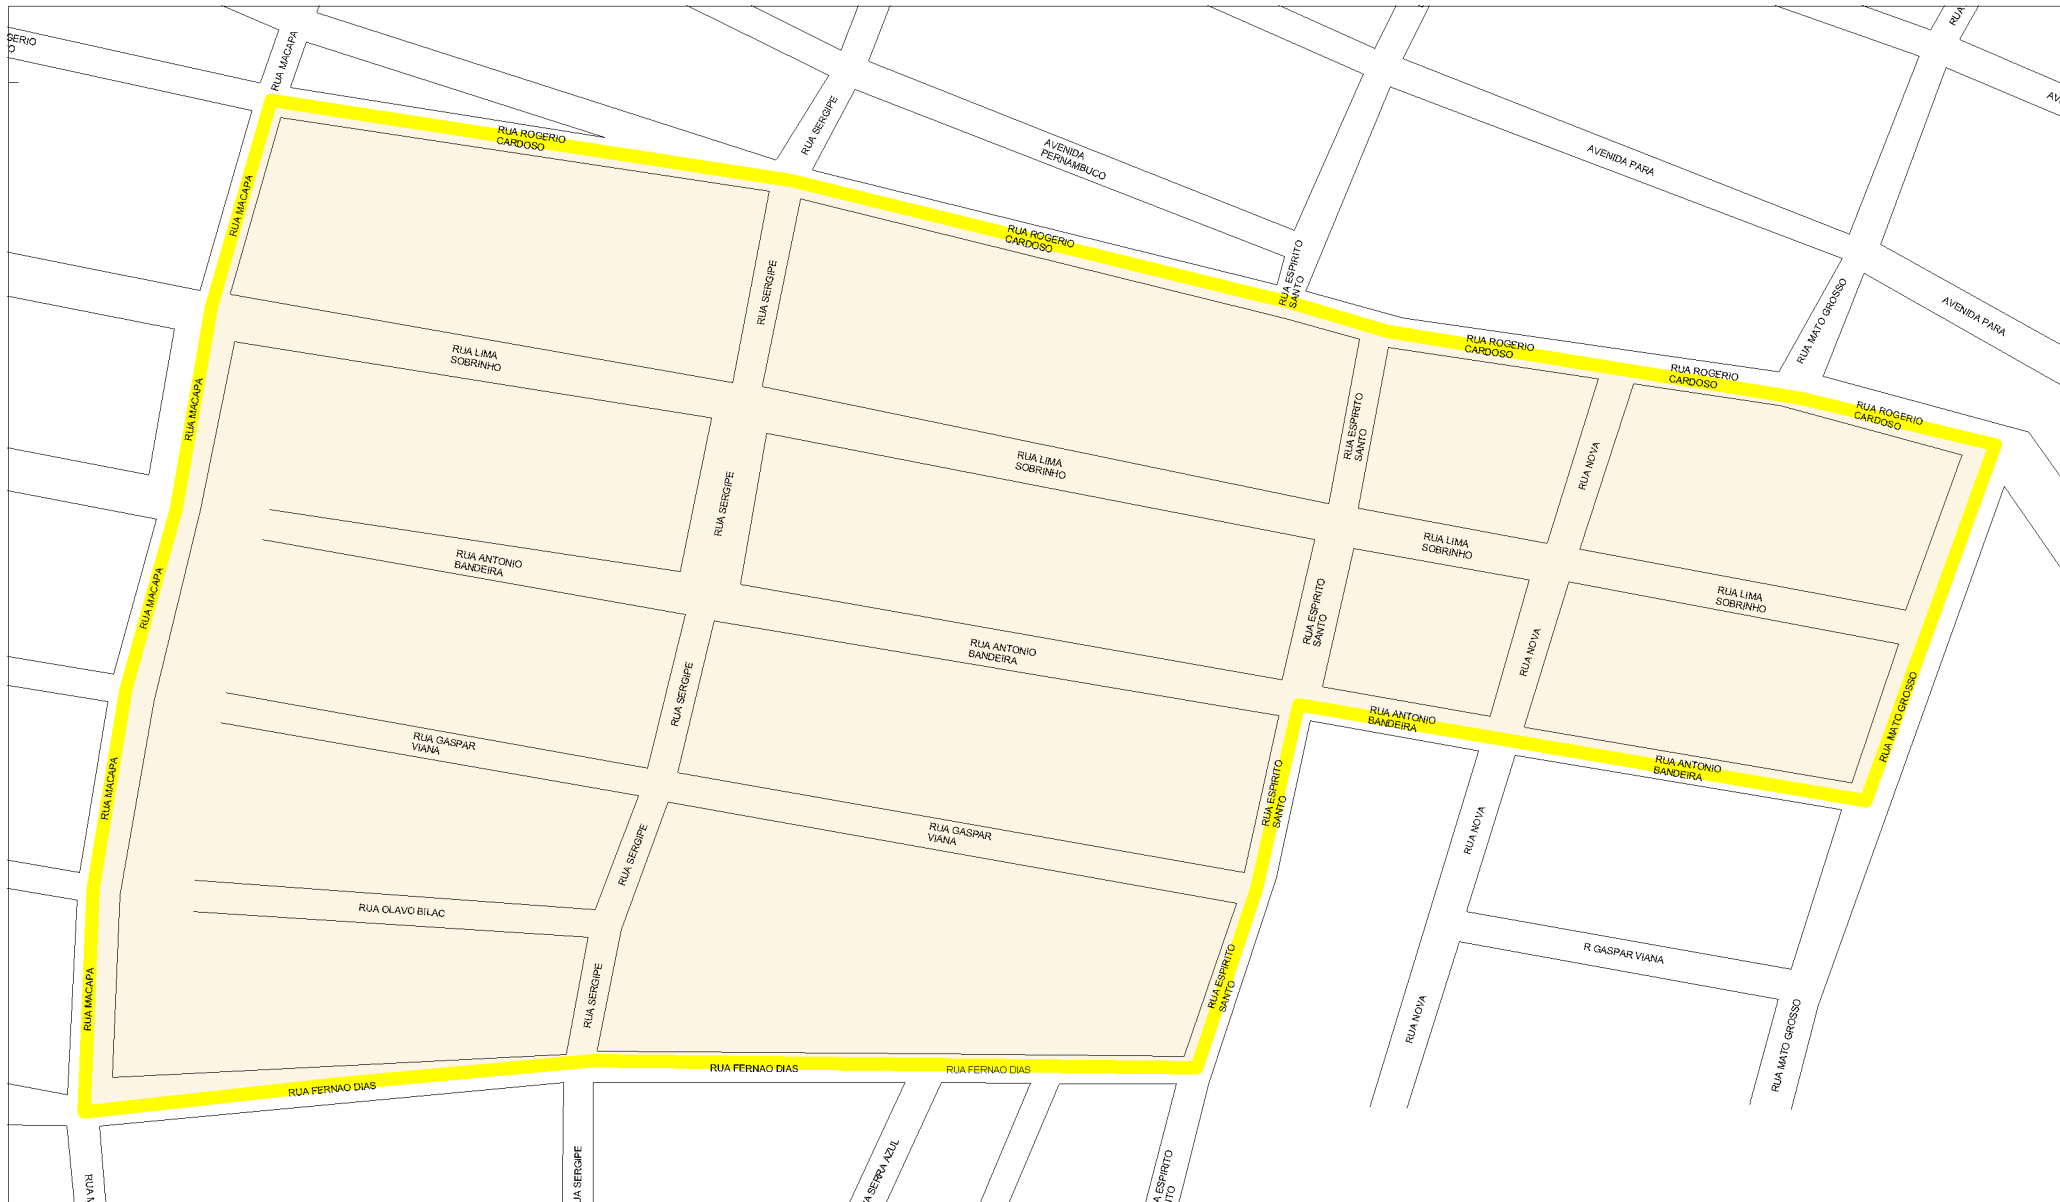 RUA MACAPA
RUA
RUA ROGERIO
CARDOSO
RUA SERGIPE
AVENIDA
PERNAMBUCO
AVENIDA PARA
RUA MACAPA
RUA ROGERIO
CARDOSO
RUA ESPIRITO
SANTO
RUA SERGIPE
RUA MATO GROSSO
AVENIDA PARA
RUA ROGERIO
CARDOSO
RUA LIMA
SOBRINHO
RUA ROGERIO
CARDOSO
RUA MACAPA
RUA ROGERIO
CARDOSO
RUA ESPIRITO
SANTO
RUA LIMA
SOBRINHO
RUA NOVA
RUA SERGIPE
RUA LIMA
SOBRINHO
RUA ANTONIO
BANDEIRA
RUA MACAPA
RUA LIMA
SOBRINHO
RUA ESPIRITO
SANTO
RUA ANTONIO
BANDEIRA
RUA NOVA
RUA SERGIPE
RUA ANTONIO
BANDEIRA
RUA MATO GROSSO
RUA GASPAR
VIANA
RUA ANTONIO
BANDEIRA
RUA MACAPA
RUA ESPIRITO
SANTO
RUA GASPAR
VIANA
RUA NOVA
RUA SERGIPE
RUA OLAVO BILAC
R GASPAR VIANA
RUA ESPIRITO
SANTO
RUA MACAPA
RUA SERGIPE
RUA NOVA
RUA MATO GROSSO
RUA FERNAO DIAS
RUA FERNAO DIAS
RUA FERNAO DIAS
SERGIPE
SERRA AZUL
ESPIRITO